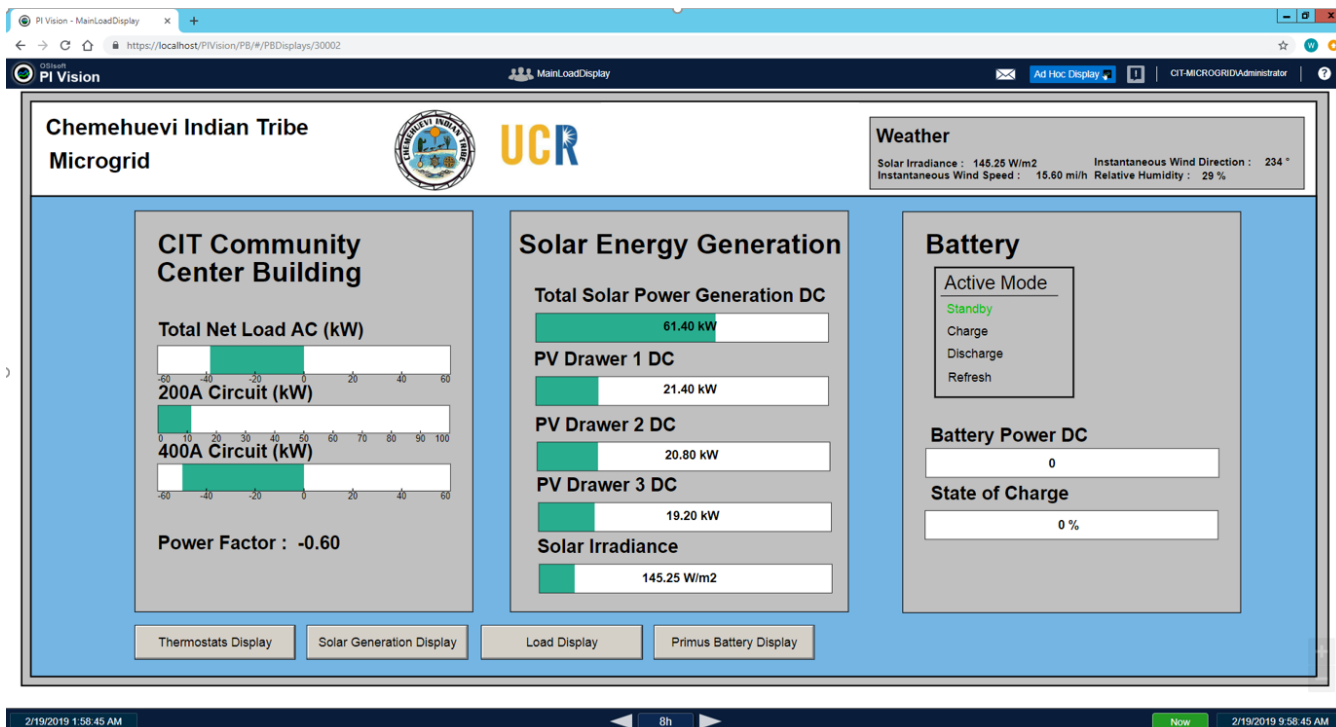 PI Vision - MainLoadDisplay
https://localhost/PIVision/PB/#/PBDisplays/30002
W
OSIsoft
PI Vision
MainLoadDisplay
Ad Hoc Display
CIT-MICROGRID\Administrator
?
Chemehuevi Indian Tribe
Microgrid
CHEMEHUEVI INDIAN TRIBE
UCR
Weather
Solar Irradiance : 145.25 W/m2 Instantaneous Wind Direction : 234 °
Instantaneous Wind Speed : 15.60 mi/h Relative Humidity : 29 %
CIT Community
Center Building
Total Net Load AC (kW)
-60 -40 -20 0 20 40 60
200A Circuit (kW)
0 10 20 30 40 50 60 70 80 90 100
400A Circuit (kW)
-60 -40 -20 0 20 40 60
Power Factor : -0.60
Solar Energy Generation
Total Solar Power Generation DC
61.40 kW
PV Drawer 1 DC
21.40 kW
PV Drawer 2 DC
20.80 kW
PV Drawer 3 DC
19.20 kW
Solar Irradiance
145.25 W/m2
Battery
Active Mode
Standby
Charge
Discharge
Refresh
Battery Power DC
0
State of Charge
0 %
Thermostats Display
Solar Generation Display
Load Display
Primus Battery Display
2/19/2019 1:58:45 AM
8h
Now
2/19/2019 9:58:45 AM